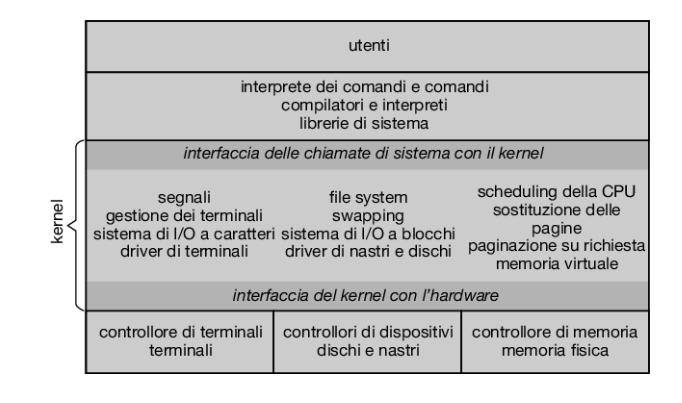 utenti
interprete dei comandi e comandi
compilatori e interpreti
librerie di sistema
interfaccia delle chiamate di sistema con il kernel
kernel
segnali
gestione dei terminali
sistema di I/O a caratteri
driver di terminali
file system
swapping
sistema di I/O a blocchi
driver di nastri e dischi
scheduling della CPU
sostituzione delle
pagine
paginazione su richiesta
memoria virtuale
interfaccia del kernel con l'hardware
controllore di terminali
terminali
controllori di dispositivi
dischi e nastri
controllore di memoria
memoria fisica